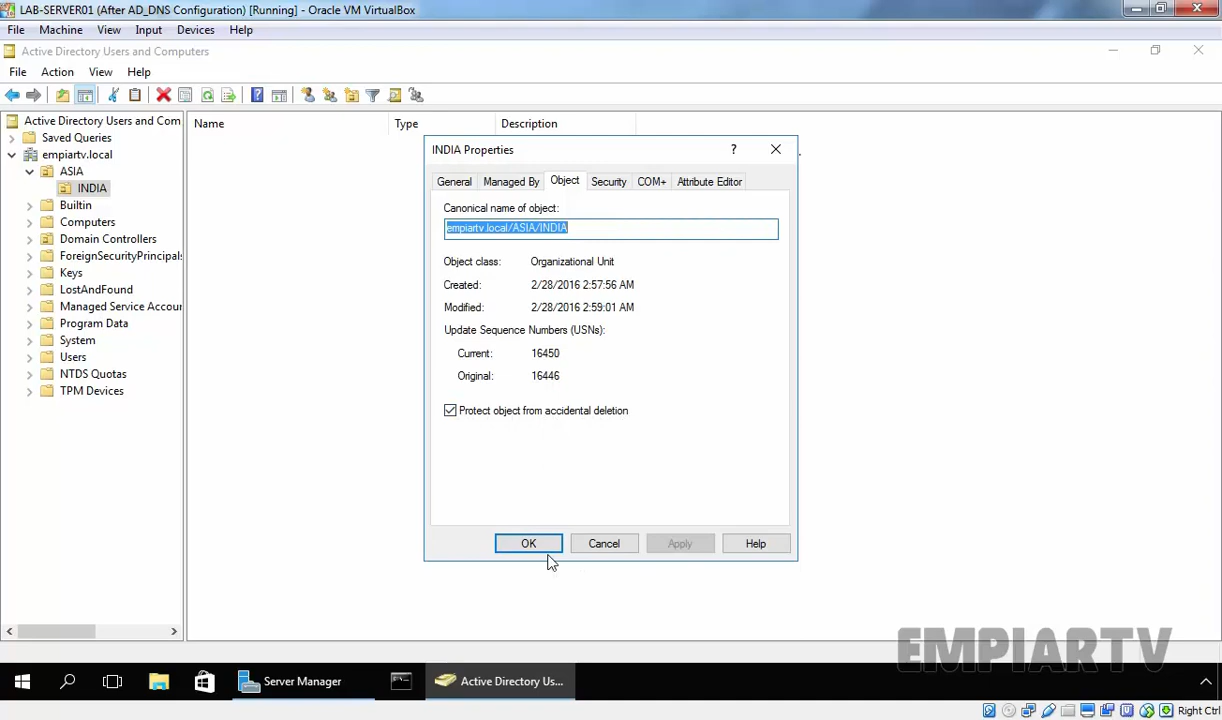 LAB-SERVER01 (After AD_DNS Configuration) [Running] - Oracle VM VirtualBox
File Machine View Input Devices Help
Active Directory Users and Computers
File Action View Help
Active Directory Users and Com
Saved Queries
empiartv.local
ASIA
INDIA
Builtin
Computers
Domain Controllers
ForeignSecurityPrincipals
Keys
LostAndFound
Managed Service Accour
Program Data
System
Users
NTDS Quotas
TPM Devices
Name Type Description
INDIA Properties
General Managed By Object Security COM+ Attribute Editor
Canonical name of object:
empiartv.local/ASIA/INDIA
Object class: Organizational Unit
Created: 2/28/2016 2:57:56 AM
Modified: 2/28/2016 2:59:01 AM
Update Sequence Numbers (USNs):
Current: 16450
Original: 16446
Protect object from accidental deletion
OK Cancel Apply Help
EMPIARTV
Server Manager
Active Directory Us...
Right Ctrl